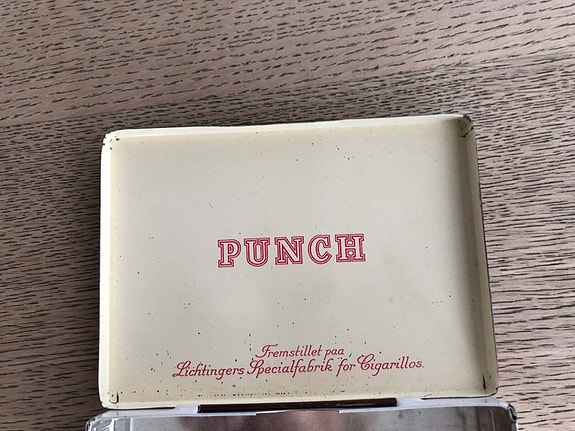 PUNCH
Fremstillet paa
Lichtingers Specialfabrik for Cigarillos.